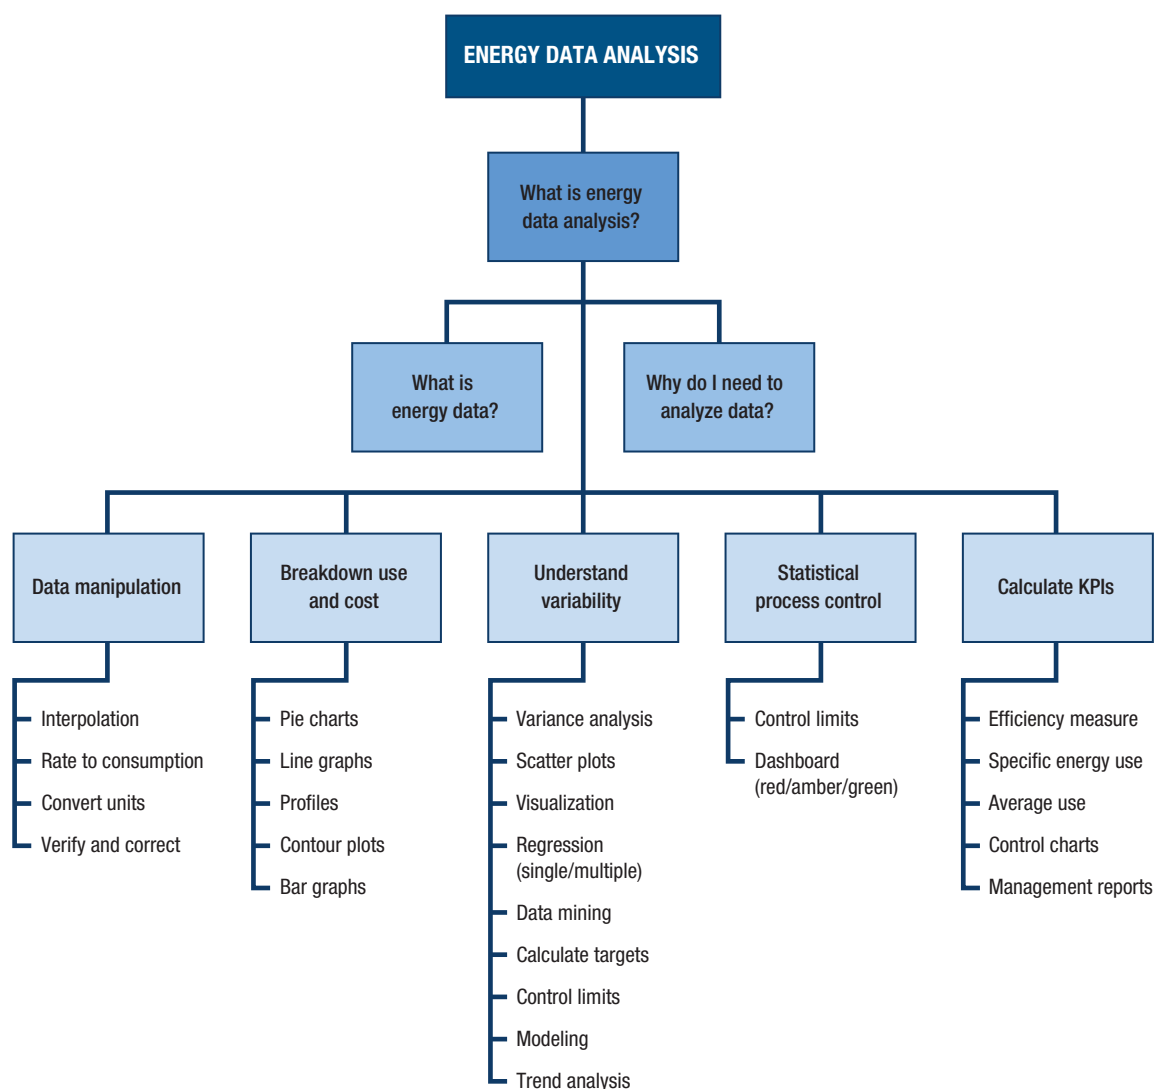 ENERGY DATA ANALYSIS
What is energy
data analysis?
What is
energy data?
Why do I need to
analyze data?
Data manipulation
Interpolation
Rate to consumption
Convert units
Verify and correct
Breakdown use
and cost
Pie charts
Line graphs
Profiles
Contour plots
Bar graphs
Understand
variability
Variance analysis
Scatter plots
Visualization
Regression
(single/multiple)
Data mining
Calculate targets
Control limits
Modeling
Trend analysis
Statistical
process control
Control limits
Dashboard
(red/amber/green)
Calculate KPIs
Efficiency measure
Specific energy use
Average use
Control charts
Management reports